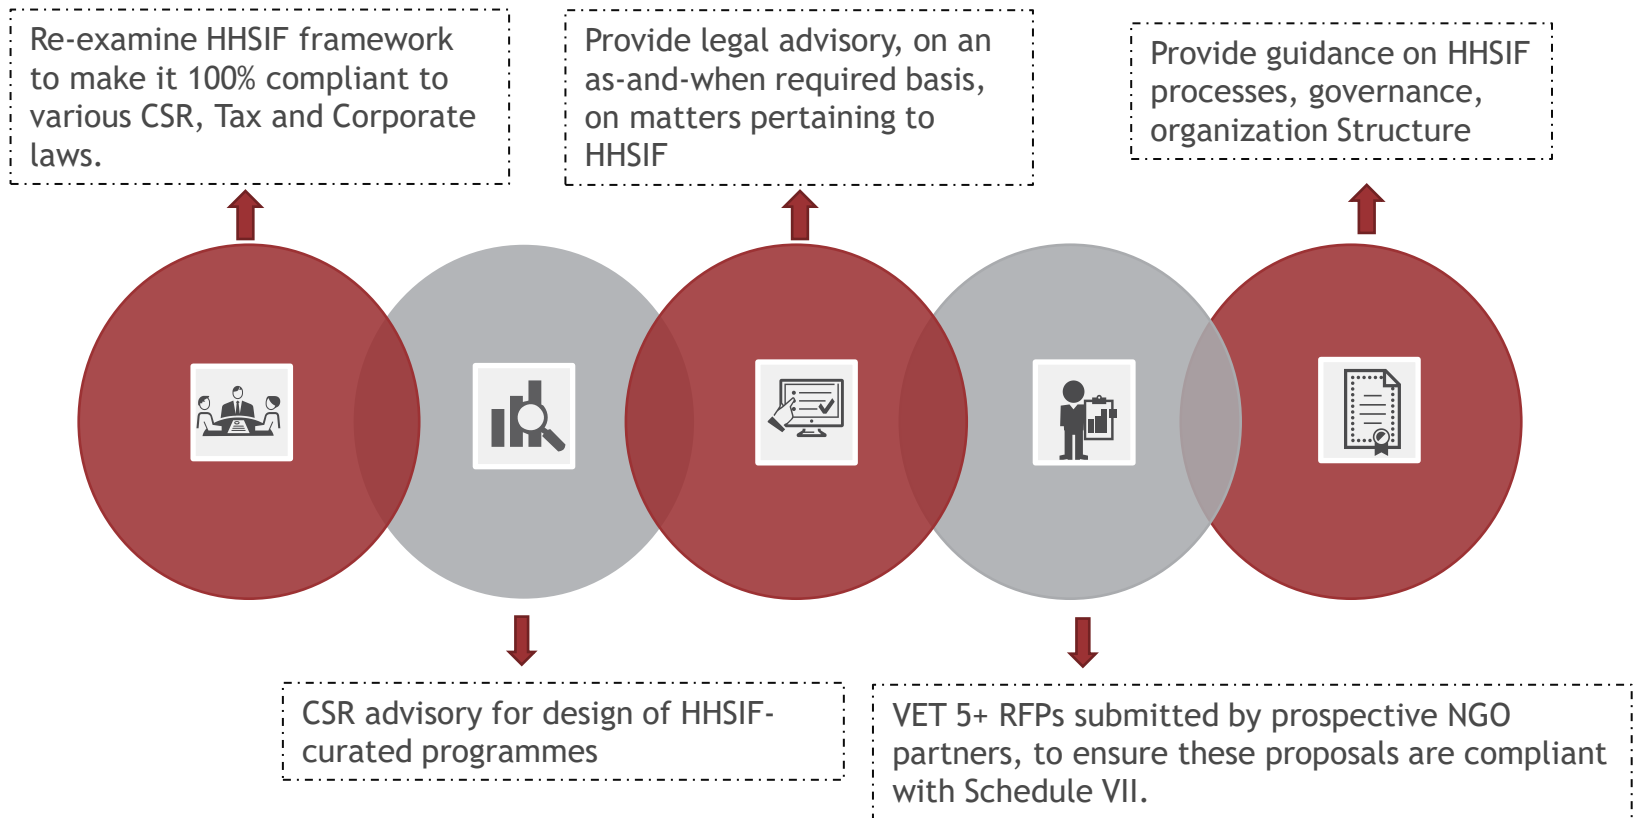 Re-examine HHSIF framework
to make it 100% compliant to
various CSR, Tax and Corporate
laws.
Provide legal advisory, on an
as-and-when required basis,
on matters pertaining to
HHSIF
Provide guidance on HHSIF
processes, governance,
organization Structure
CSR advisory for design of HHSIF-
curated programmes
VET 5+ RFPs submitted by prospective NGO
partners, to ensure these proposals are compliant
with Schedule VII.